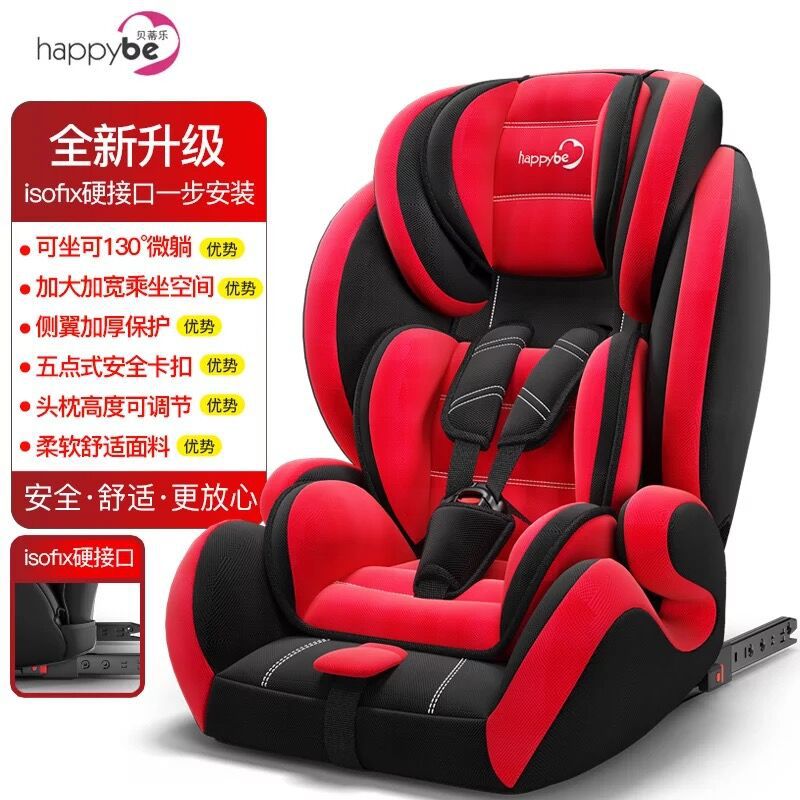 happybe
贝蒂乐
全新升级
isofix硬接口一步安装
可坐可130°微躺 优势
加大加宽乘坐空间 优势
侧翼加厚保护 优势
五点式安全卡扣 优势
头枕高度可调节 优势
柔软舒适面料 优势
安全·舒适·更放心
isofix硬接口
happybe